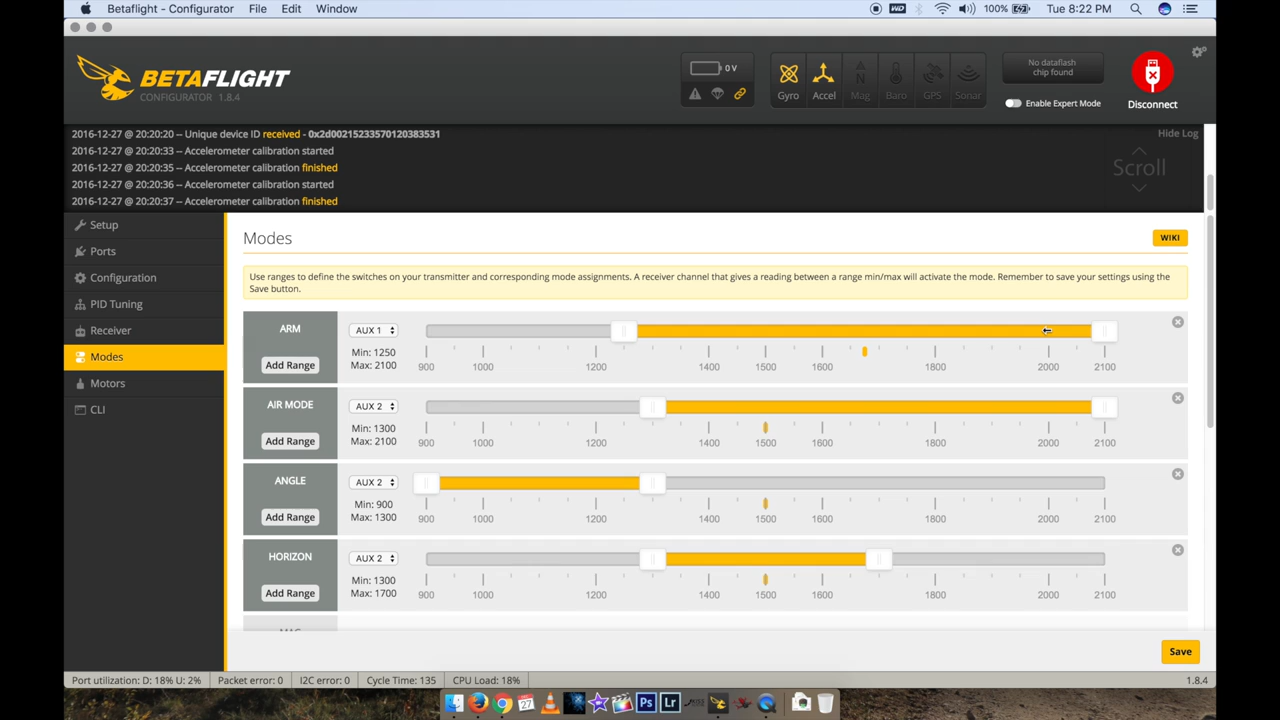 Betaflight - Configurator File Edit Window 100% Tue 8:22 PM
BETAFLIGHT
CONFIGURATOR 1.8.4
0 V
Gyro Accel Mag Baro GPS Sonar
No dataflash
chip found
Enable Expert Mode
Disconnect
2016-12-27 @ 20:20:20 -- Unique device ID received - 0x2d00215233570120383531
2016-12-27 @ 20:20:33 -- Accelerometer calibration started
2016-12-27 @ 20:20:35 -- Accelerometer calibration finished
2016-12-27 @ 20:20:36 -- Accelerometer calibration started
2016-12-27 @ 20:20:37 -- Accelerometer calibration finished
Hide Log
Scroll
Setup
Ports
Configuration
PID Tuning
Receiver
Modes
Motors
CLI
Modes
WIKI
Use ranges to define the switches on your transmitter and corresponding mode assignments. A receiver channel that gives a reading between a range min/max will activate the mode. Remember to save your settings using the
Save button.
ARM
Add Range
AUX 1
Min: 1250
Max: 2100
900 1000 1200 1400 1600 1800 2000 2100
AIR MODE
Add Range
AUX 2
Min: 1300
Max: 2100
900 1000 1200 1400 1500 1600 1800 2000 2100
ANGLE
Add Range
AUX 2
Min: 900
Max: 1300
900 1000 1200 1400 1500 1600 1800 2000 2100
HORIZON
Add Range
AUX 2
Min: 1300
Max: 1700
900 1000 1200 1400 1500 1600 1800 2000 2100
Save
Port utilization: D: 18% U: 2% Packet error: 0 I2C error: 0 Cycle Time: 135 CPU Load: 18% 1.8.4
27 Ps Lr